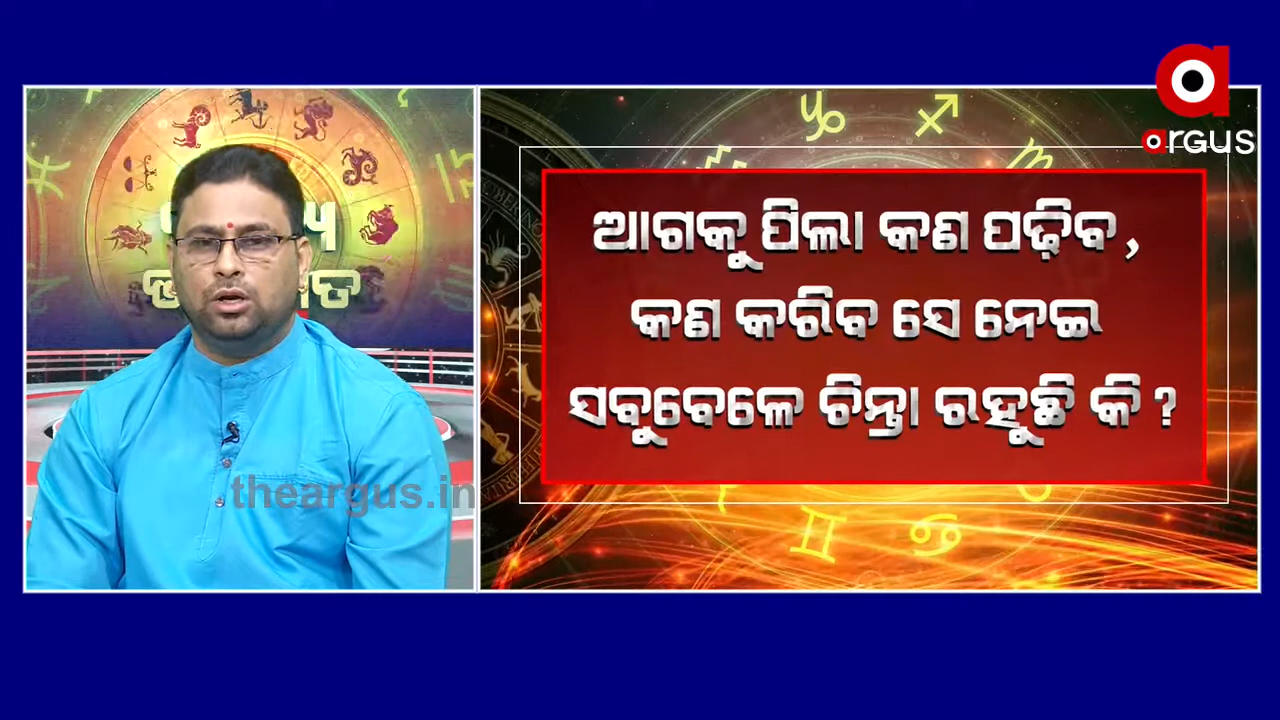 argus
ଆଗକୁ ପିଲା କଣ ପଢ଼ିବ,
କଣ କରିବ ସେ ନେଇ
ସବୁବେଳେ ଚିନ୍ତା ରହୁଛି କି ?
theargus.in